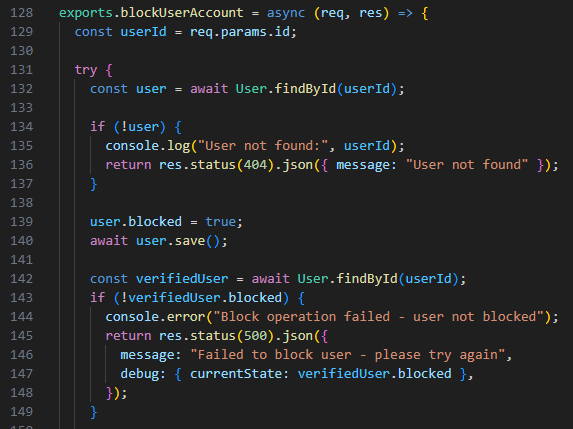 128 exports.blockUserAccount = async (req, res) => {
129 const userId = req.params.id;
130
131 try {
132 const user = await User.findById(userId);
133
134 if (!user) {
135 console.log("User not found:", userId);
136 return res.status(404).json({ message: "User not found" });
137 }
138
139 user.blocked = true;
140 await user.save();
141
142 const verifiedUser = await User.findById(userId);
143 if (!verifiedUser.blocked) {
144 console.error("Block operation failed - user not blocked");
145 return res.status(500).json({
146 message: "Failed to block user - please try again",
147 debug: { currentState: verifiedUser.blocked },
148 });
149 }